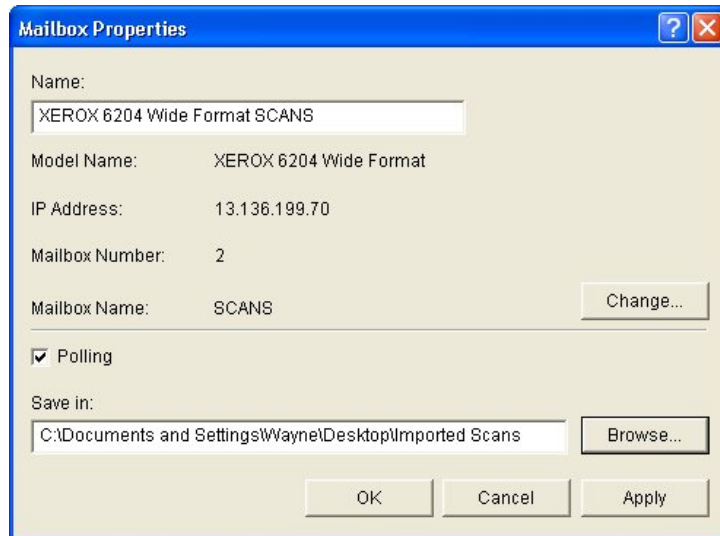 Mailbox Properties
Name:
XEROX 6204 Wide Format SCANS
Model Name: XEROX 6204 Wide Format
IP Address: 13.136.199.70
Mailbox Number: 2
Mailbox Name: SCANS
Change...
Polling
Save in:
C:\Documents and Settings\Wayne\Desktop\Imported Scans
Browse...
OK Cancel Apply